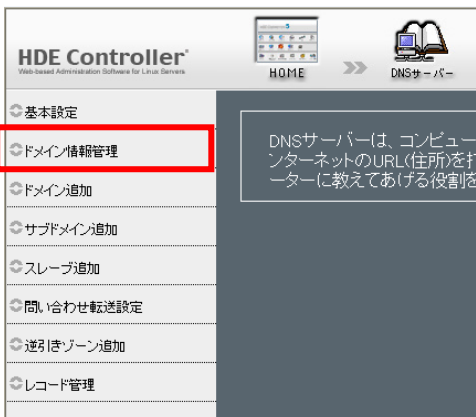 HDE Controller
Web-based Administration Software for Linux Servers
HOME
DNSサーバー
基本設定
ドメイン情報管理
ドメイン追加
サブドメイン追加
スレーブ追加
問い合わせ転送設定
逆引きゾーン追加
レコード管理
DNSサーバーは、コンピュー
ンターネットのURL(住所)を打
ーターに教えてあげる役割を